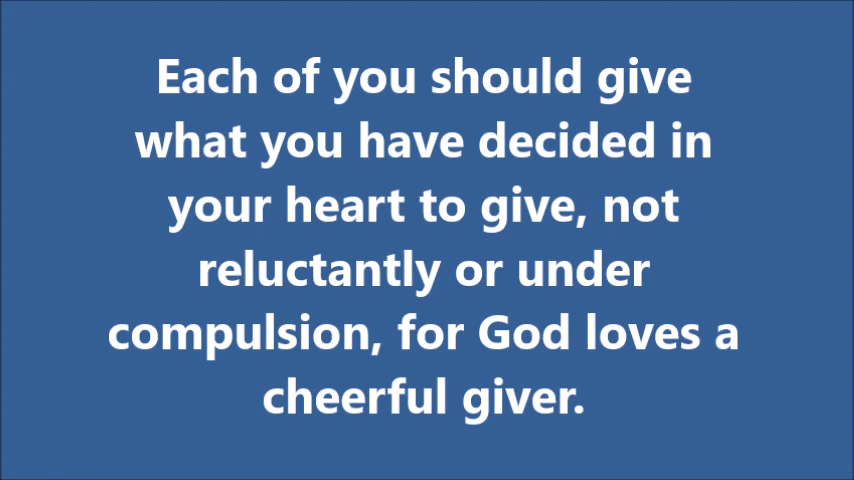 Each of you should give
what you have decided in
your heart to give, not
reluctantly or under
compulsion, for God loves a
cheerful giver.